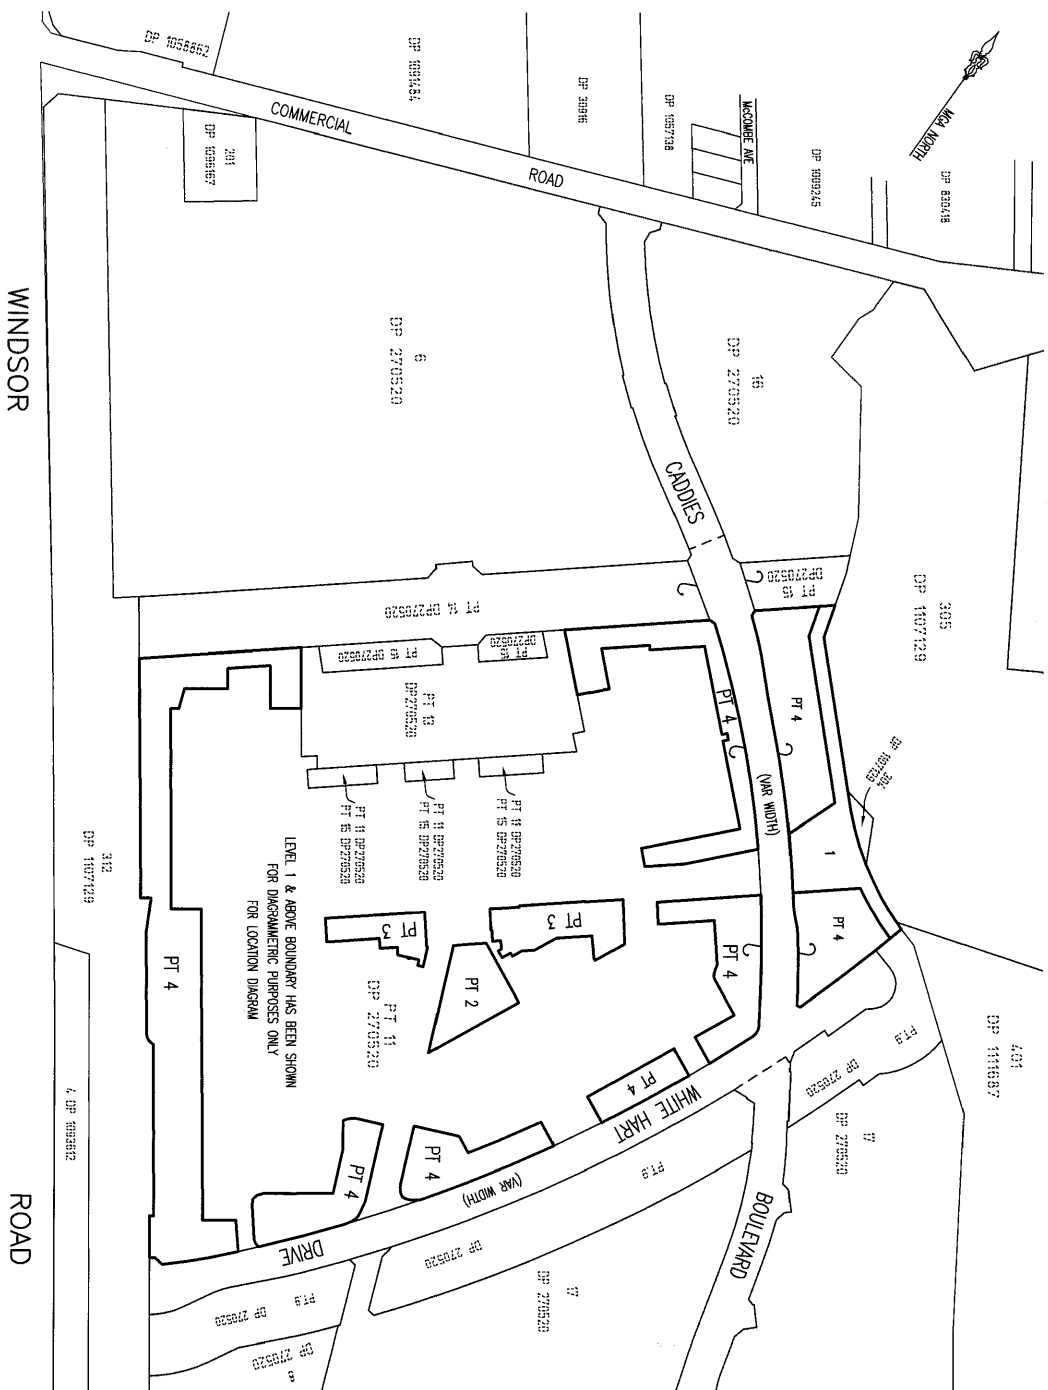 DP 1058862
DP 1091484
DP 30916
DP 1057138
McCOMBE AVE
DP 1009245
DP 830418
MGA NORTH
COMMERCIAL
ROAD
201
DP 1096167
6
DP 270520
16
DP 270520
CADDIES
305
DP 1107129
PT 15
DP270520
PT 14 DP270520
PT 15 DP270520
PT 15
DP270520
PT 13
DP270520
PT 4
PT 4
(VAR WIDTH)
304
DP 1107129
1
PT 11 DP270520
PT 15 DP270520
PT 11 DP270520
PT 15 DP270520
PT 11 DP270520
PT 15 DP270520
LEVEL 1 & ABOVE BOUNDARY HAS BEEN SHOWN
FOR DIAGRAMMETRIC PURPOSES ONLY
FOR LOCATION DIAGRAM
PT 3
PT 3
PT 2
PT 11
DP 270520
PT 4
PT 4
PT 4
PT 4
PT 4
PT 4
WHITE HART
(VAR WIDTH)
DRIVE
BOULEVARD
PT.9
DP 270520
17
DP 270520
401
DP 1111687
PT.9
DP 270520
17
DP 270520
PT.9
DP 270520
DP 270520
312
DP 1107129
4 DP 1093612
WINDSOR
ROAD